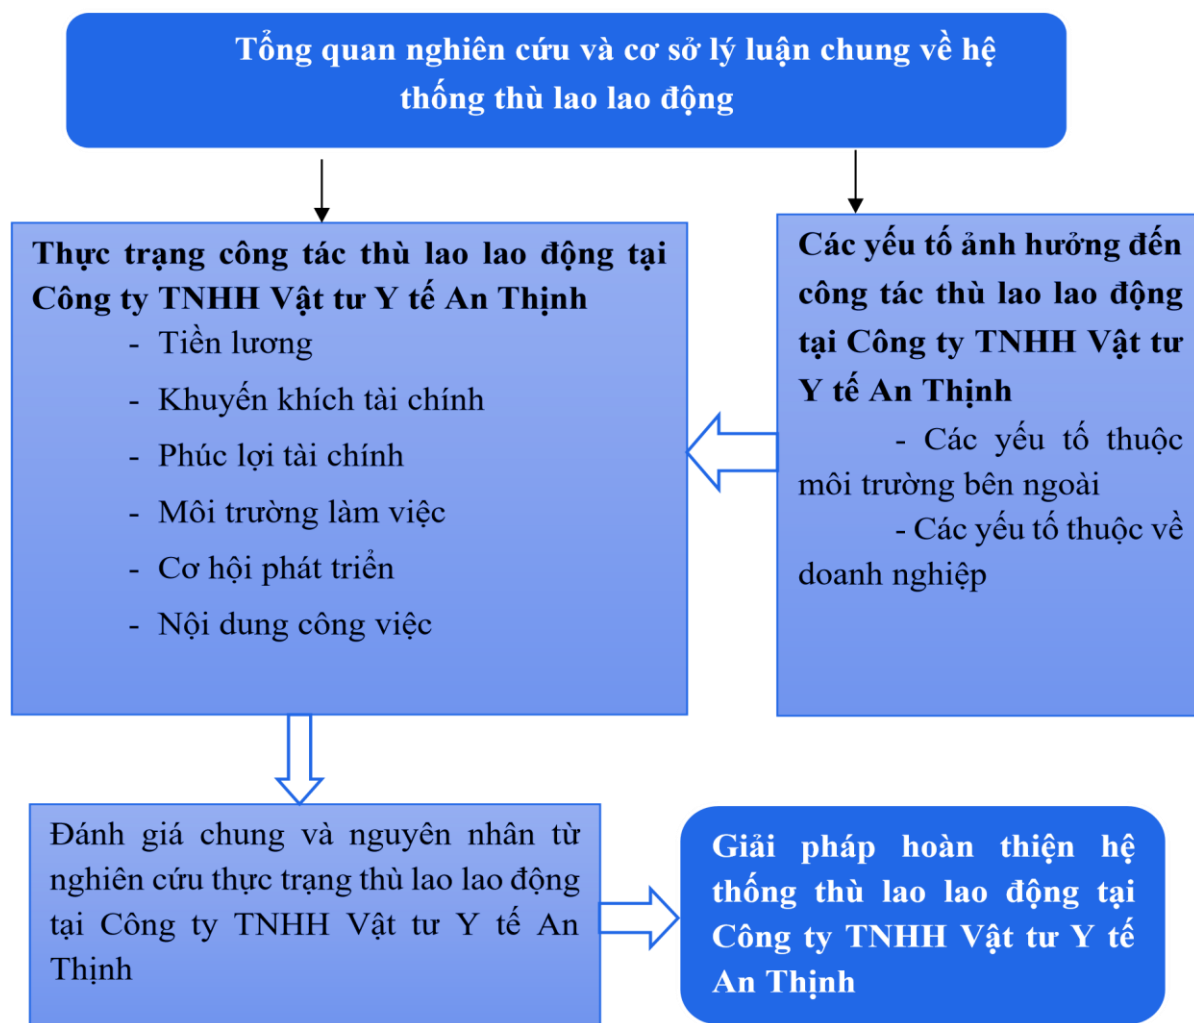 Tổng quan nghiên cứu và cơ sở lý luận chung về hệ
thống thù lao lao động
Thực trạng công tác thù lao lao động tại
Công ty TNHH Vật tư Y tế An Thịnh
- Tiền lương
- Khuyến khích tài chính
- Phúc lợi tài chính
- Môi trường làm việc
- Cơ hội phát triển
- Nội dung công việc
Các yếu tố ảnh hưởng đến
công tác thù lao lao động
tại Công ty TNHH Vật tư
Y tế An Thịnh
- Các yếu tố thuộc
môi trường bên ngoài
- Các yếu tố thuộc về
doanh nghiệp
Đánh giá chung và nguyên nhân từ
nghiên cứu thực trạng thù lao lao động
tại Công ty TNHH Vật tư Y tế An
Thịnh
Giải pháp hoàn thiện hệ
thống thù lao lao động tại
Công ty TNHH Vật tư Y tế
An Thịnh